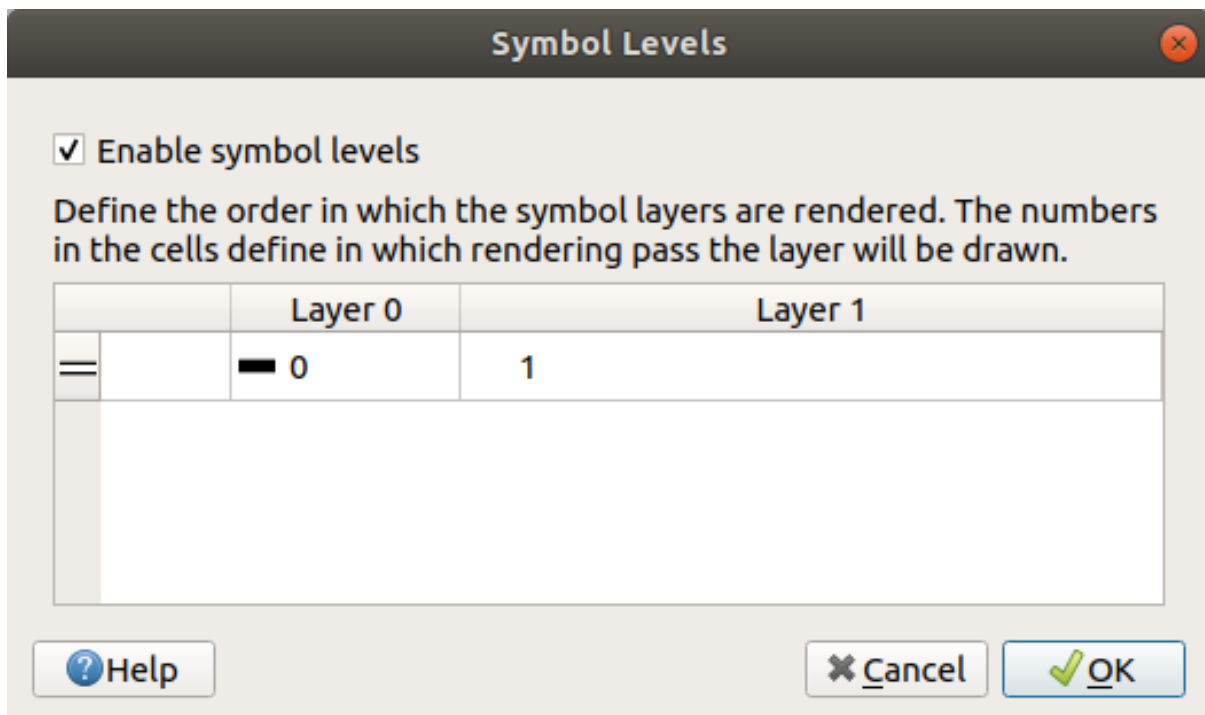 Symbol Levels
Enable symbol levels
Define the order in which the symbol layers are rendered. The numbers
in the cells define in which rendering pass the layer will be drawn.
Layer 0 Layer 1
0 1
Help Cancel OK